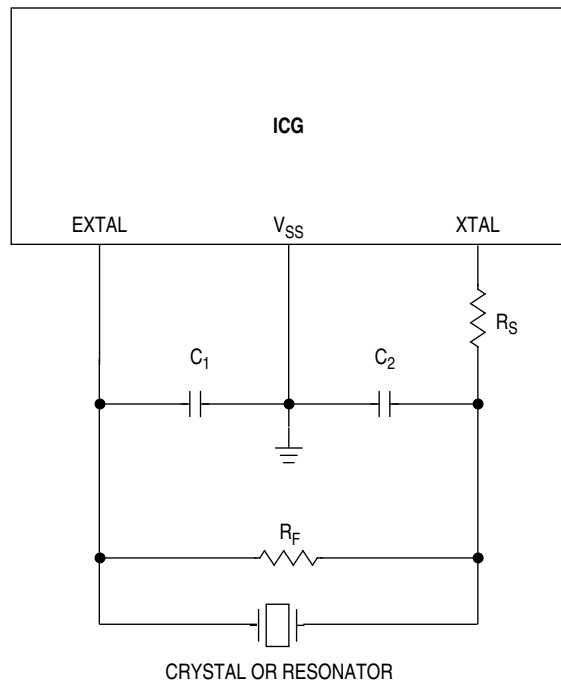 ICG
EXTAL
VSS
XTAL
RS
C1
C2
RF
CRYSTAL OR RESONATOR